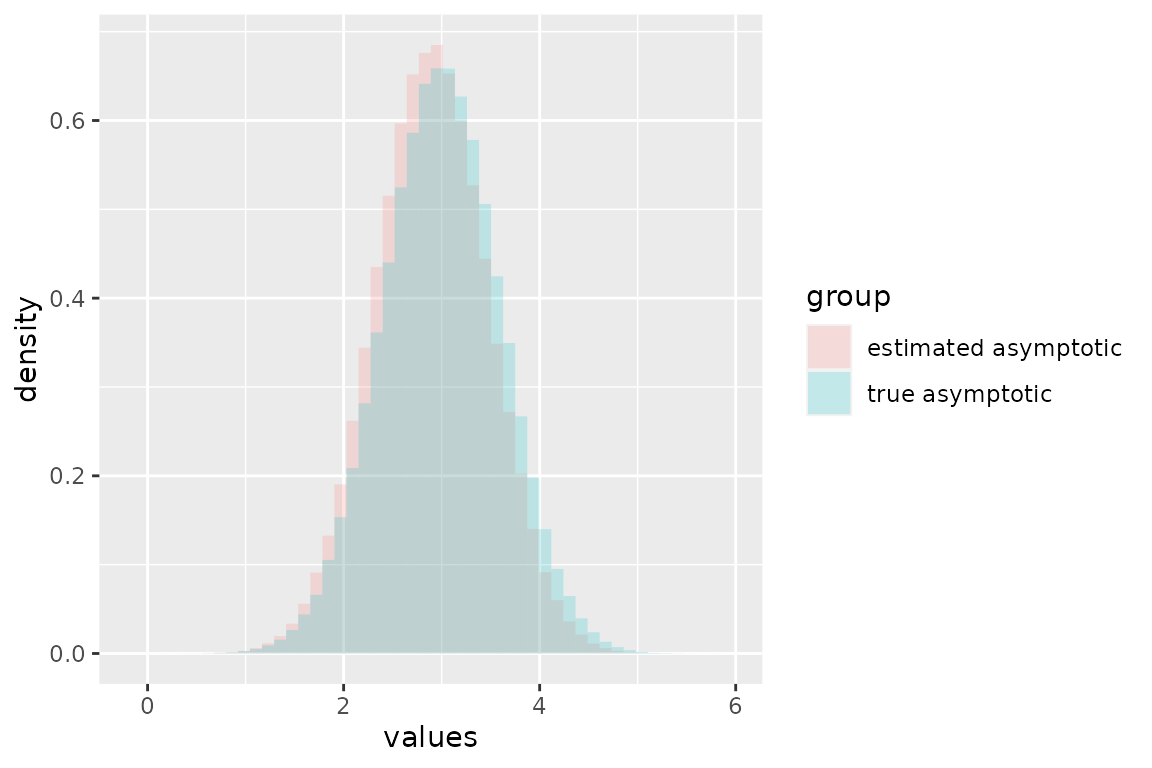 0.6
0.4
0.2
0.0
density
0 2 4 6
values
group
estimated asymptotic
true asymptotic